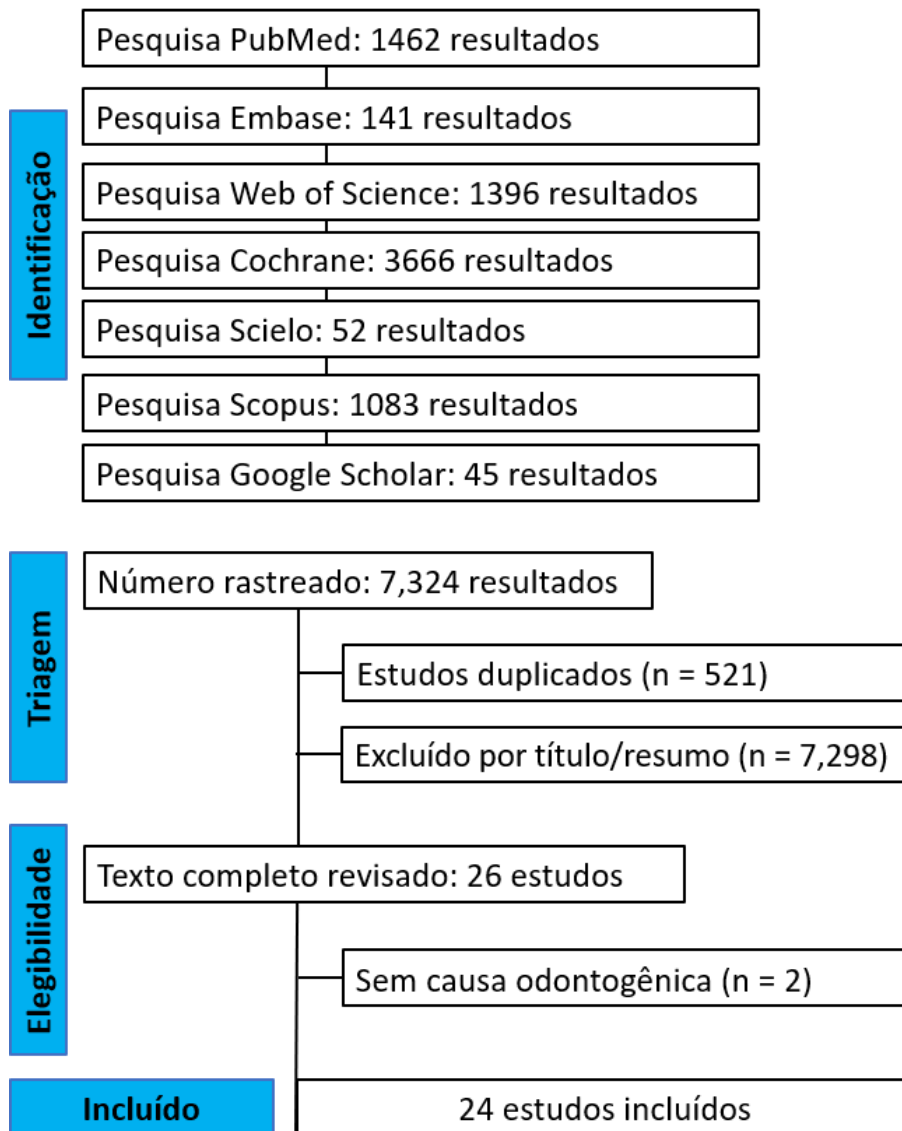 Identificação
Pesquisa PubMed: 1462 resultados
Pesquisa Embase: 141 resultados
Pesquisa Web of Science: 1396 resultados
Pesquisa Cochrane: 3666 resultados
Pesquisa Scielo: 52 resultados
Pesquisa Scopus: 1083 resultados
Pesquisa Google Scholar: 45 resultados
Triagem
Número rastreado: 7,324 resultados
Estudos duplicados (n = 521)
Excluído por título/resumo (n = 7,298)
Elegibilidade
Texto completo revisado: 26 estudos
Sem causa odontogênica (n = 2)
Incluído
24 estudos incluídos